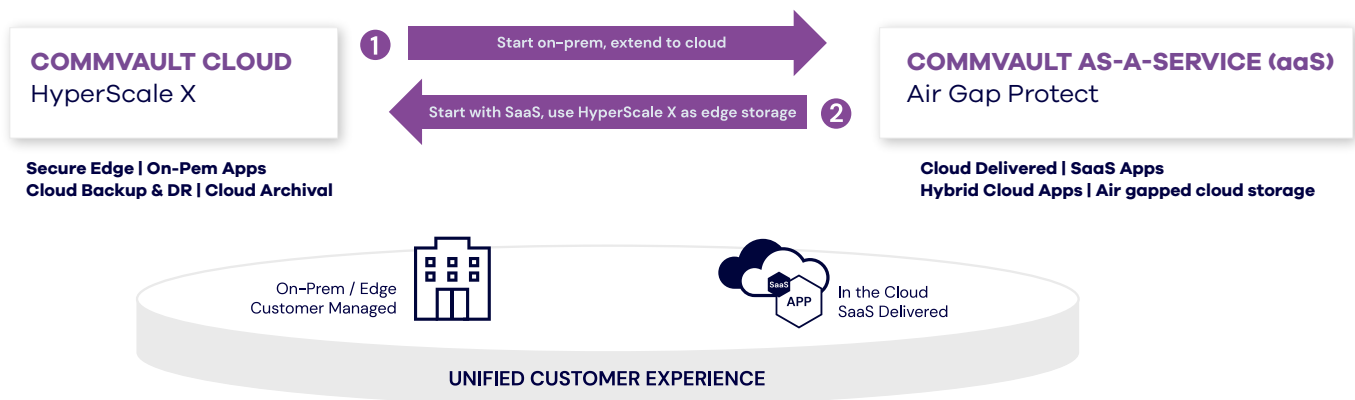 COMMVAULT CLOUD
HyperScale X
1
Start on-prem, extend to cloud
Start with SaaS, use HyperScale X as edge storage
2
COMMVAULT AS-A-SERVICE (aaS)
Air Gap Protect
Secure Edge | On-Pem Apps
Cloud Backup & DR | Cloud Archival
Cloud Delivered | SaaS Apps
Hybrid Cloud Apps | Air gapped cloud storage
On-Prem / Edge
Customer Managed
SaaS
APP
In the Cloud
SaaS Delivered
UNIFIED CUSTOMER EXPERIENCE